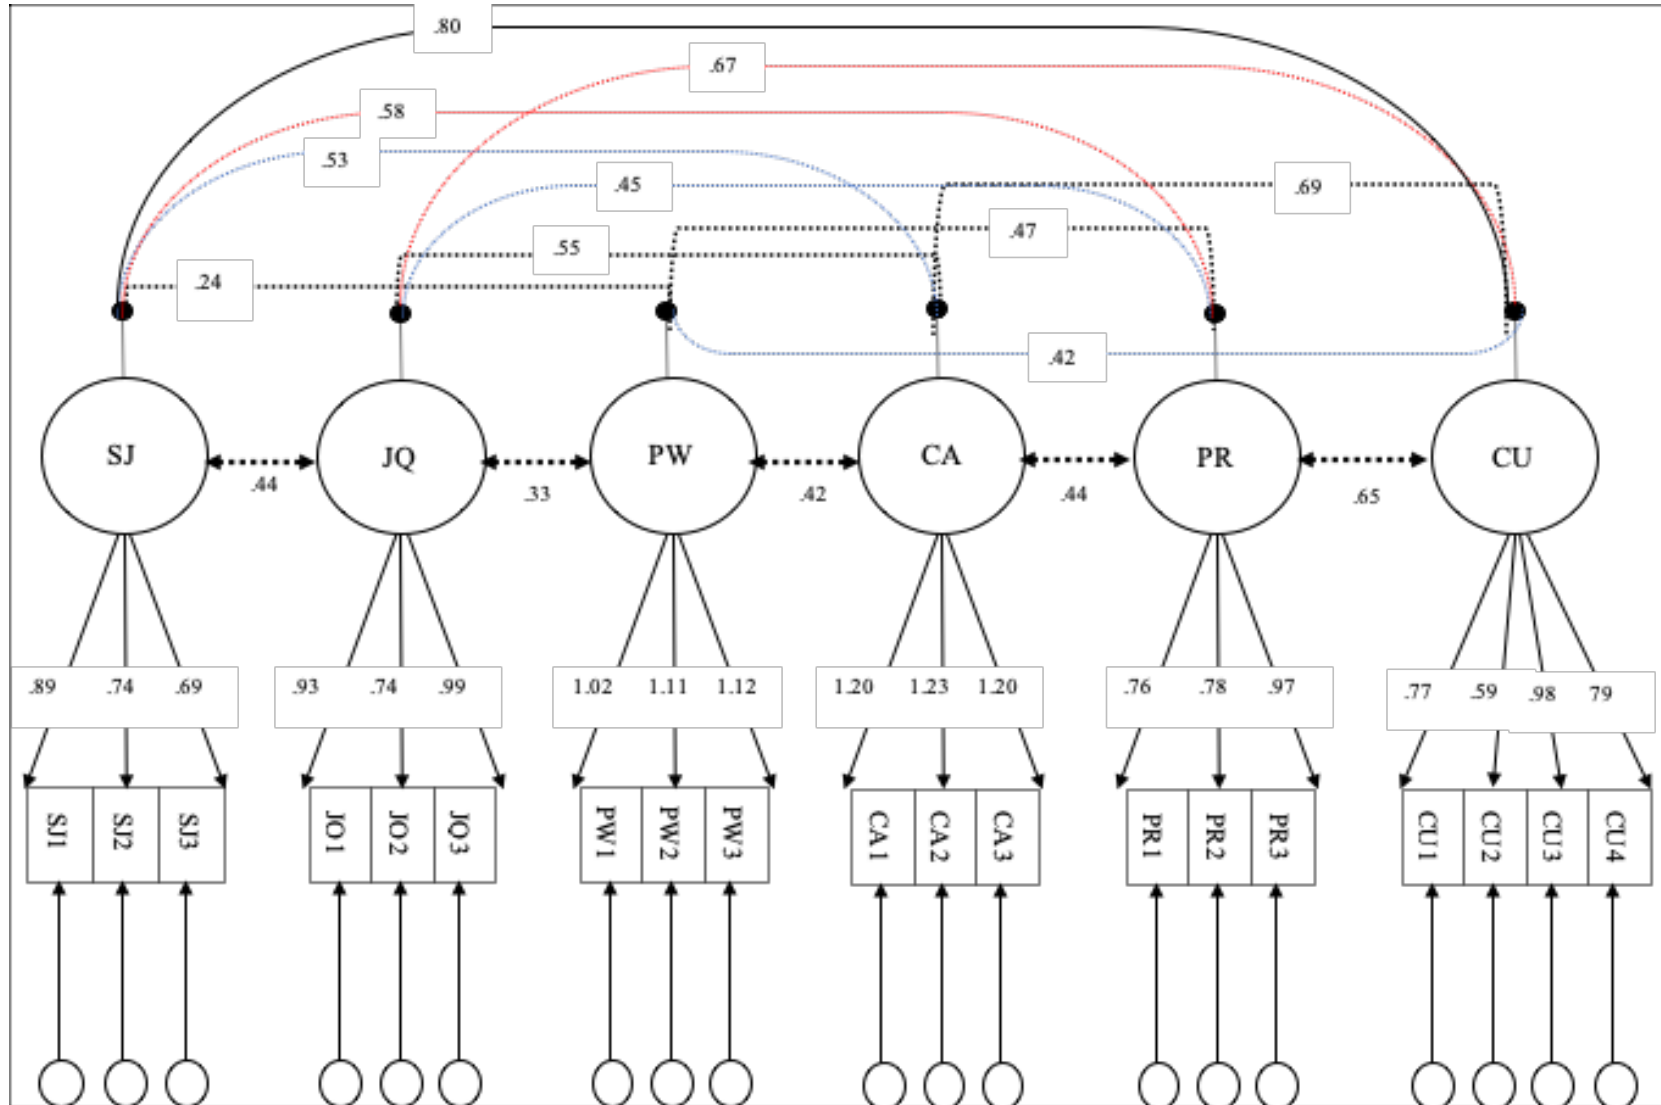 .80
.67
.58
.53
.45
.69
.47
.55
.24
.42
SJ JQ PW CA PR CU
.44 .33 .42 .44 .65
.89 .74 .69 .93 .74 .99 1.02 1.11 1.12 1.20 1.23 1.20 .76 .78 .97 .77 .59 .98 79
SJ1 SJ2 SJ3 JO1 JO2 JQ3 PW1 PW2 PW3 CA1 CA2 CA3 PR1 PR2 PR3 CU1 CU2 CU3 CU4